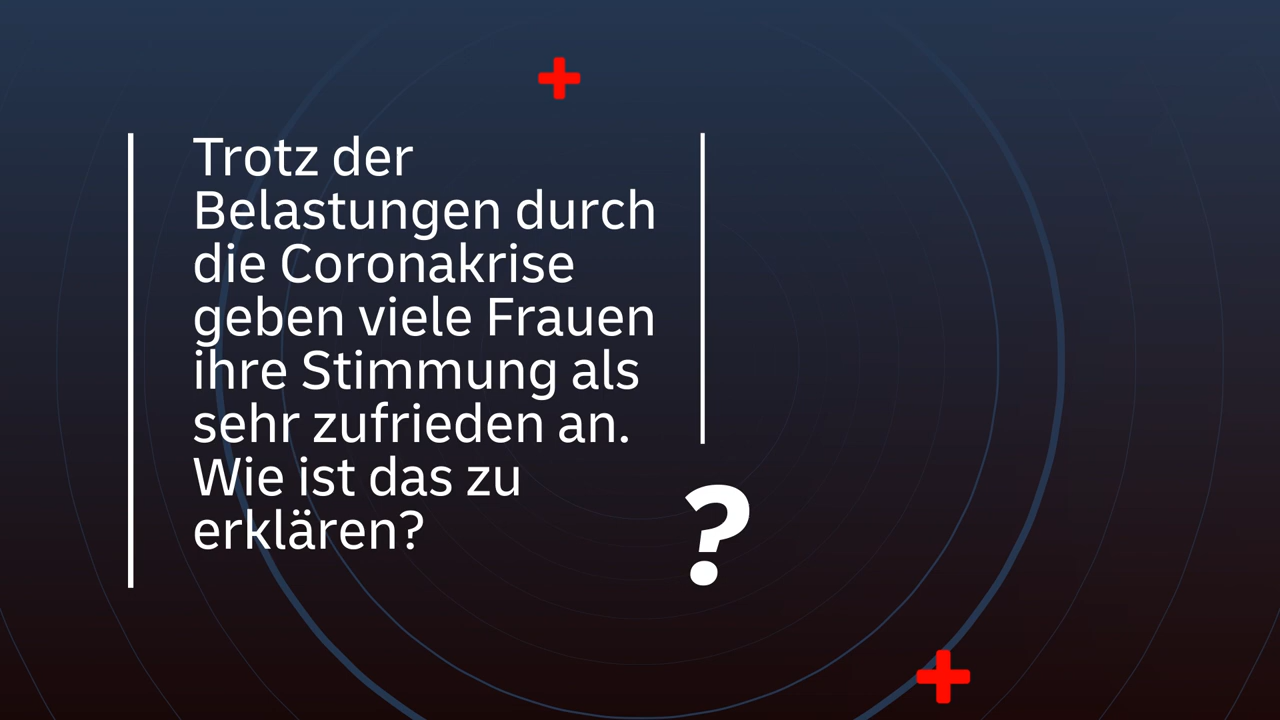 Trotz der
Belastungen durch
die Coronakrise
geben viele Frauen
ihre Stimmung als
sehr zufrieden an.
Wie ist das zu
erklären?
?